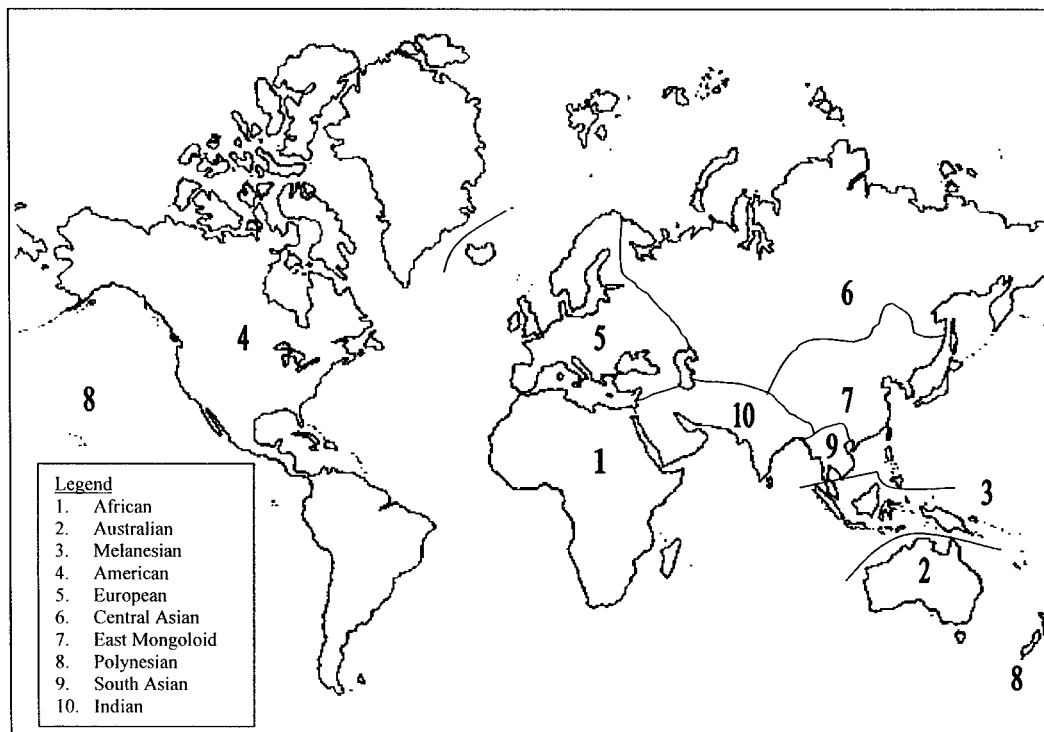 6
5
4
7
8
10
9
1
3
2
8
Legend
1. African
2. Australian
3. Melanesian
4. American
5. European
6. Central Asian
7. East Mongoloid
8. Polynesian
9. South Asian
10. Indian